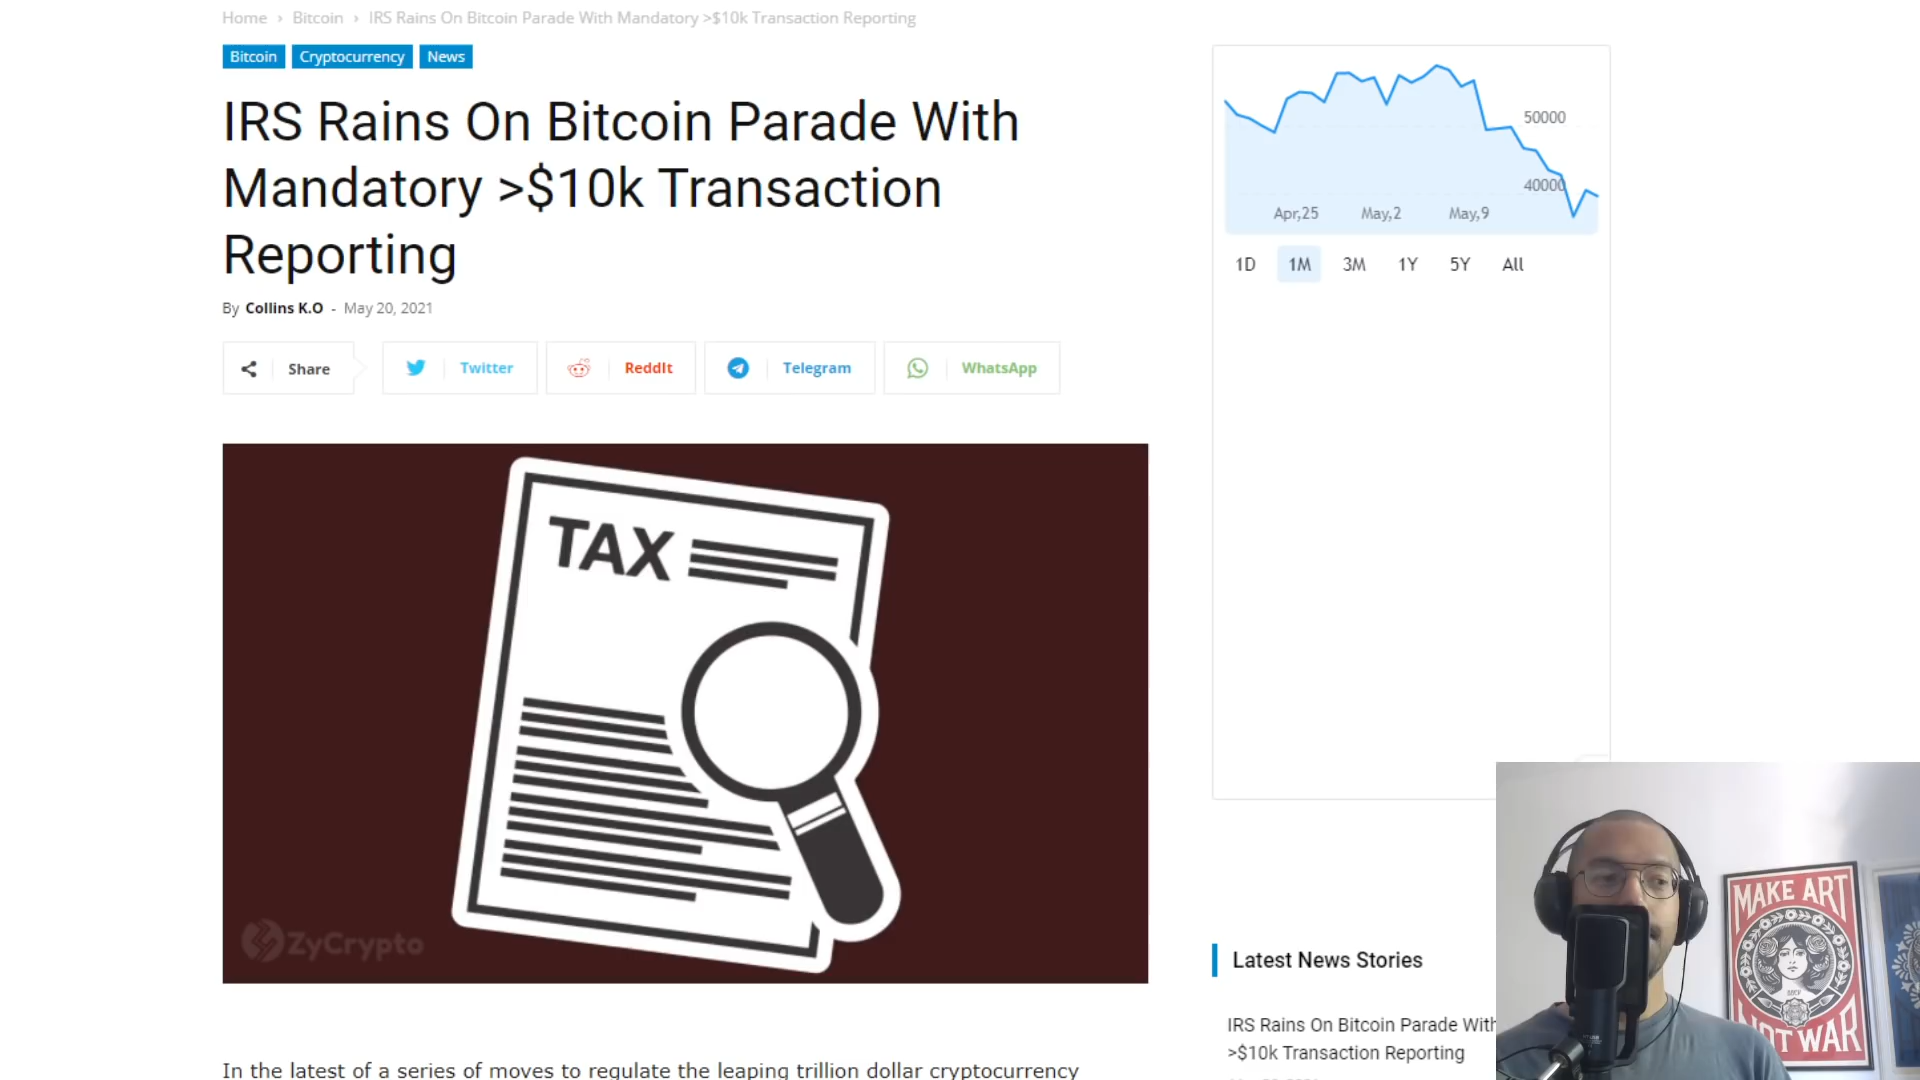 Home › Bitcoin › IRS Rains On Bitcoin Parade With Mandatory >$10k Transaction Reporting
Bitcoin Cryptocurrency News
IRS Rains On Bitcoin Parade With
Mandatory >$10k Transaction
Reporting
By Collins K.O - May 20, 2021
Share Twitter ReddIt Telegram WhatsApp
TAX
ZyCrypto
In the latest of a series of moves to regulate the leaping trillion dollar cryptocurrency
50000
40000
Apr,25 May,2 May,9
1D 1M 3M 1Y 5Y All
Latest News Stories
IRS Rains On Bitcoin Parade With
>$10k Transaction Reporting
MAKE ART
NOT WAR